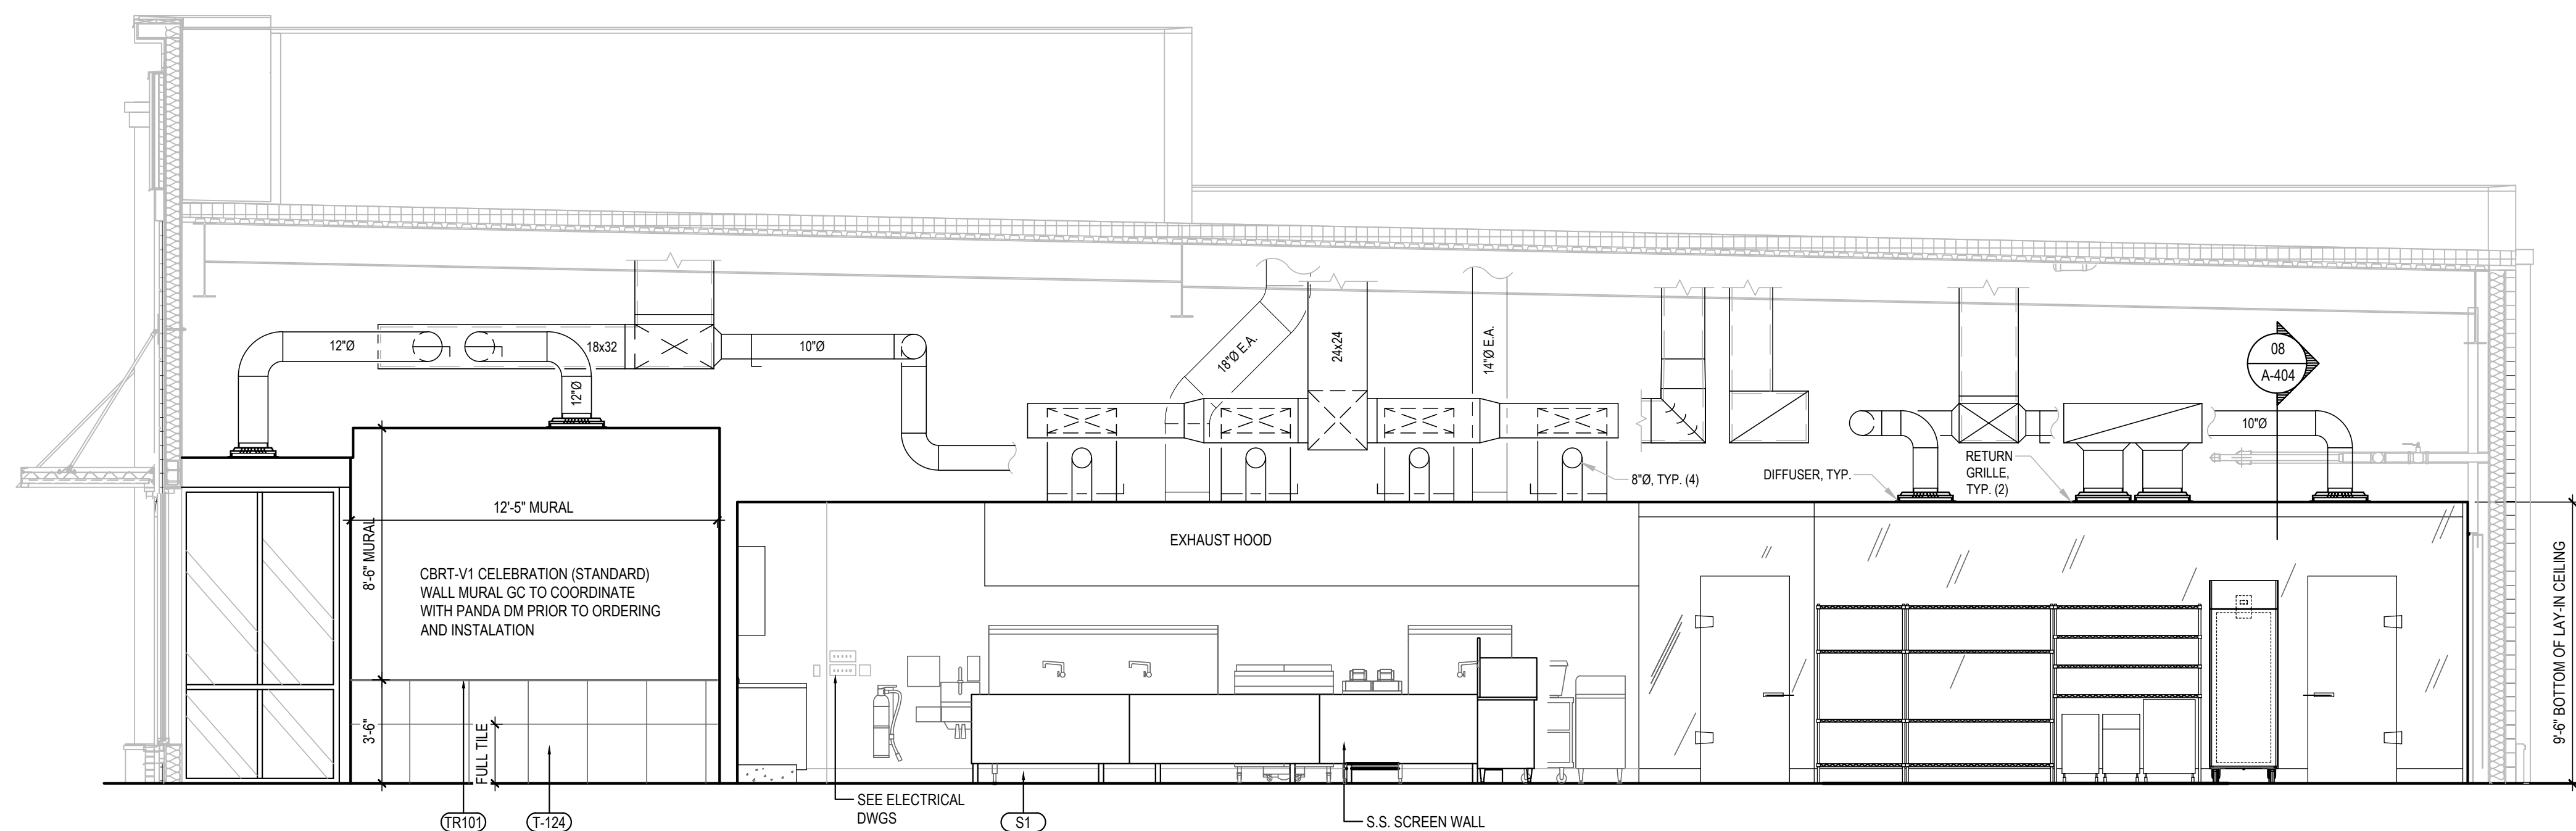 12"Ø
18x32
12"Ø
10"Ø
18"Ø E.A.
24x24
14"Ø E.A.
08
A-404
10"Ø
8"Ø, TYP. (4)
DIFFUSER, TYP.
RETURN
GRILLE,
TYP. (2)
12'-5" MURAL
8'-6" MURAL
CBRT-V1 CELEBRATION (STANDARD)
WALL MURAL GC TO COORDINATE
WITH PANDA DM PRIOR TO ORDERING
AND INSTALATION
EXHAUST HOOD
9'-6" BOTTOM OF LAY-IN CEILING
3'-6"
FULL TILE
SEE ELECTRICAL
DWGS
TR101
T-124
S1
S.S. SCREEN WALL